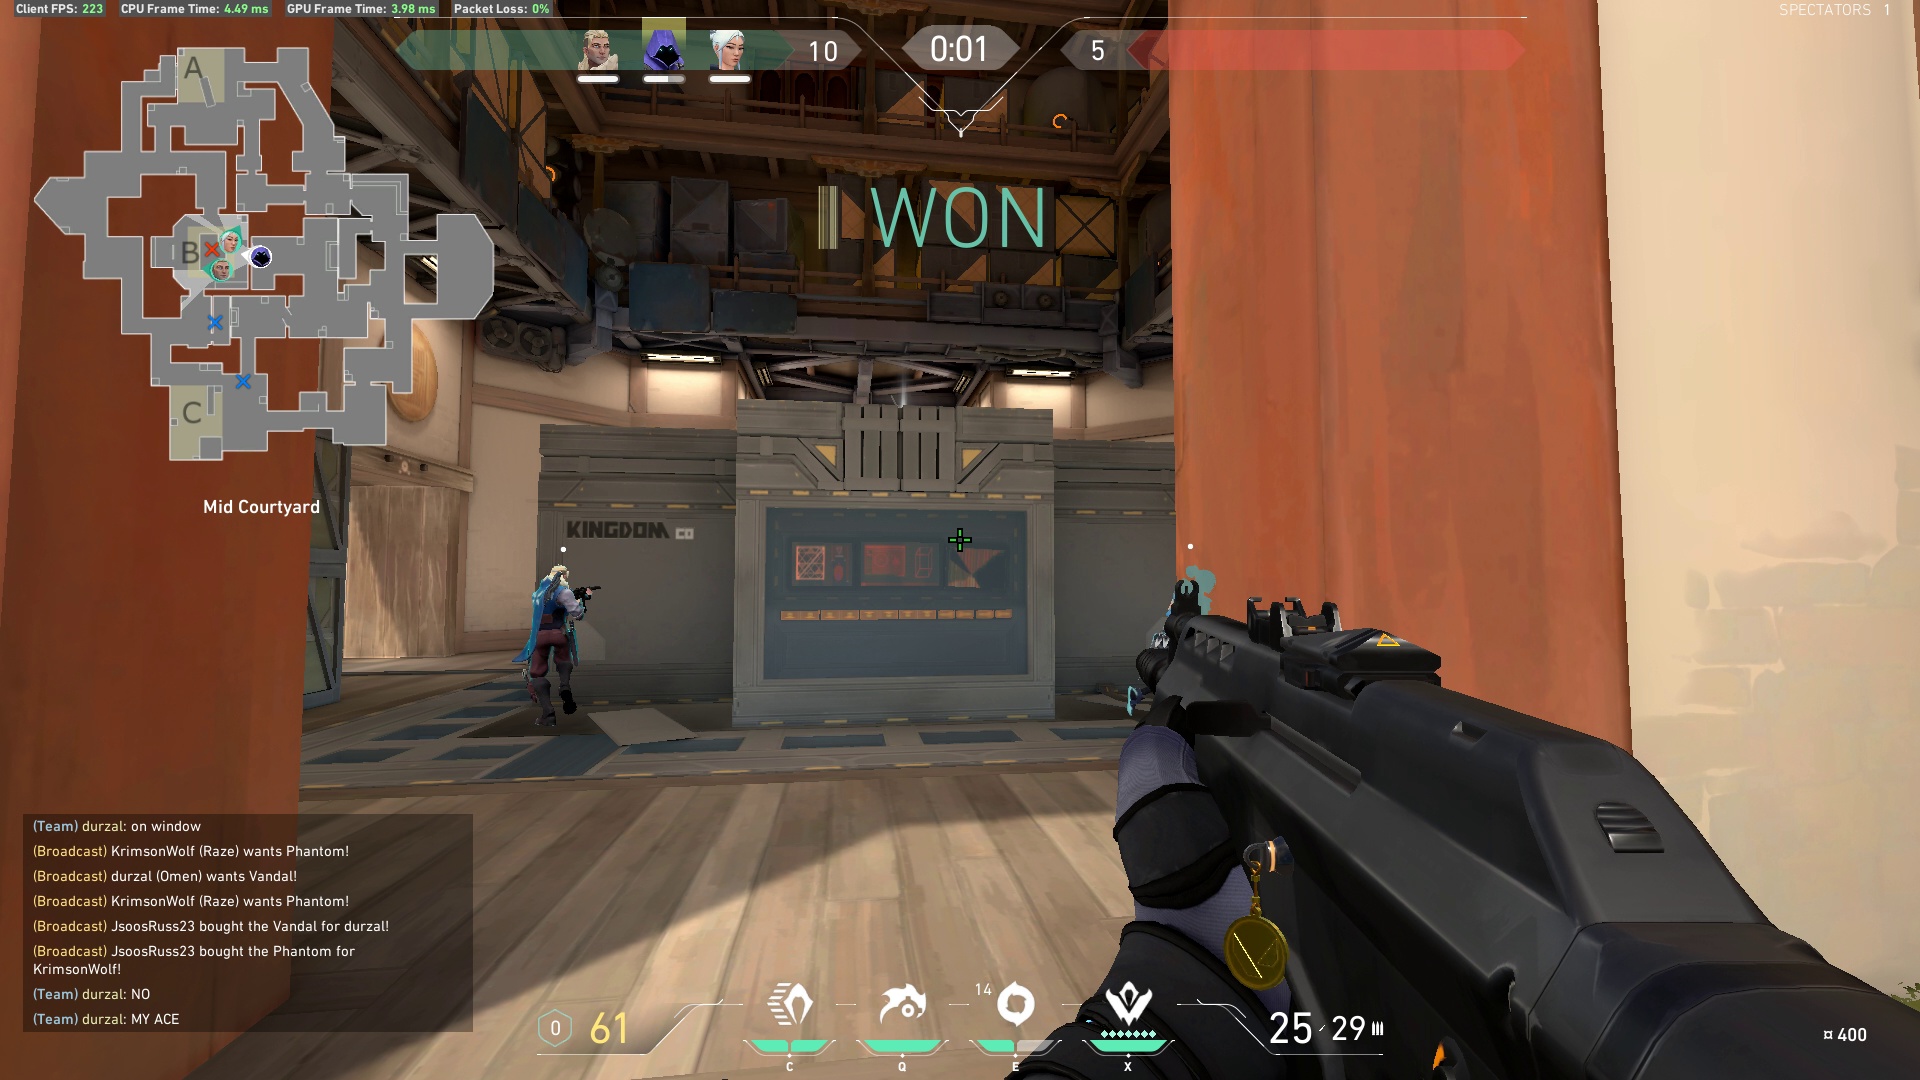 Client FPS: 223
CPU Frame Time: 4.49 ms
GPU Frame Time: 3.98 ms
Packet Loss: 0%
SPECTATORS 1
10
0:01
5
A
B
C
WON
Mid Courtyard
KINGDOM CO
(Team) durzal: on window
(Broadcast) KrimsonWolf (Raze) wants Phantom!
(Broadcast) durzal (Omen) wants Vandal!
(Broadcast) KrimsonWolf (Raze) wants Phantom!
(Broadcast) JsoosRuss23 bought the Vandal for durzal!
(Broadcast) JsoosRuss23 bought the Phantom for
KrimsonWolf!
(Team) durzal: NO
(Team) durzal: MY ACE
0
61
14
C
Q
E
X
25 / 29
¤ 400